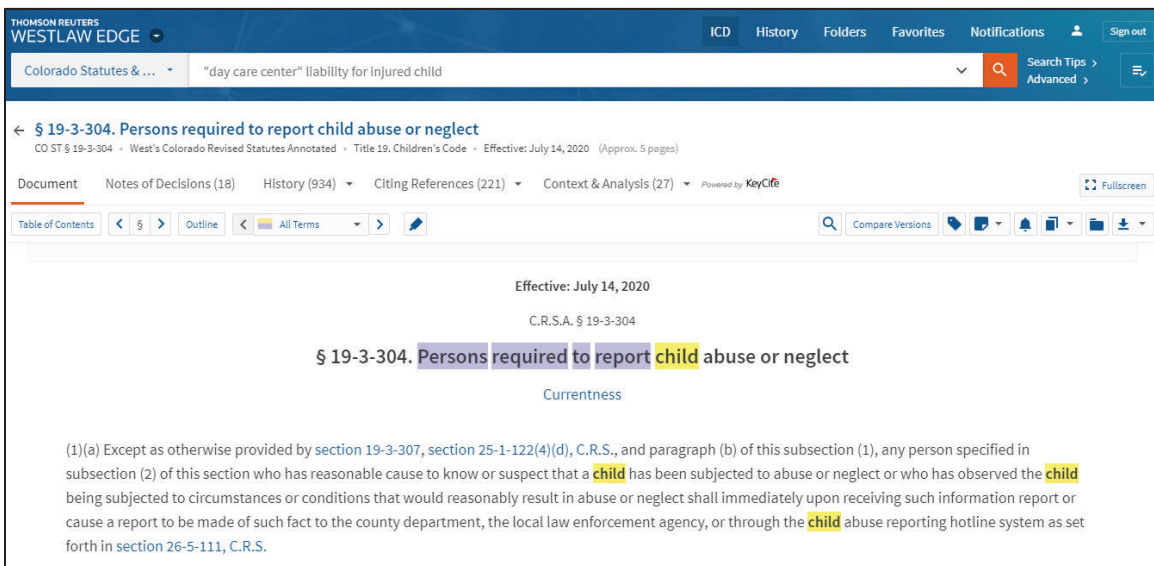 THOMSON REUTERS
WESTLAW EDGE
ICD History Folders Favorites Notifications Sign out
Colorado Statutes & ... "day care center" liability for injured child Search Tips >
Advanced >
§ 19-3-304. Persons required to report child abuse or neglect
CO ST § 19-3-304 • West's Colorado Revised Statutes Annotated • Title 19. Children's Code • Effective: July 14, 2020 (Approx. 5 pages)
Document Notes of Decisions (18) History (934) Citing References (221) Context & Analysis (27) Powered by KeyCite Fullscreen
Table of Contents § Outline All Terms Compare Versions
Effective: July 14, 2020
C.R.S.A. § 19-3-304
§ 19-3-304. Persons required to report child abuse or neglect
Currentness
(1)(a) Except as otherwise provided by section 19-3-307, section 25-1-122(4)(d), C.R.S., and paragraph (b) of this subsection (1), any person specified in
subsection (2) of this section who has reasonable cause to know or suspect that a child has been subjected to abuse or neglect or who has observed the child
being subjected to circumstances or conditions that would reasonably result in abuse or neglect shall immediately upon receiving such information report or
cause a report to be made of such fact to the county department, the local law enforcement agency, or through the child abuse reporting hotline system as set
forth in section 26-5-111, C.R.S.